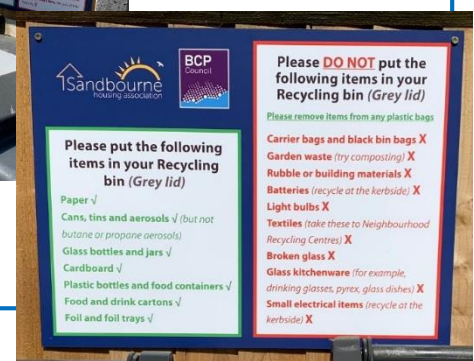 Sandbourne
housing association
BCP
Council
Please put the following
items in your Recycling
bin (Grey lid)
Paper √
Cans, tins and aerosols √ (but not
butane or propane aerosols)
Glass bottles and jars √
Cardboard √
Plastic bottles and food containers √
Food and drink cartons √
Foil and foil trays √
Please DO NOT put the
following items in your
Recycling bin (Grey lid)
Please remove items from any plastic bags
Carrier bags and black bin bags X
Garden waste (try composting) X
Rubble or building materials X
Batteries (recycle at the kerbside) X
Light bulbs X
Textiles (take these to Neighbourhood
Recycling Centres) X
Broken glass X
Glass kitchenware (for example,
drinking glasses, pyrex, glass dishes) X
Small electrical items (recycle at the
kerbside) X